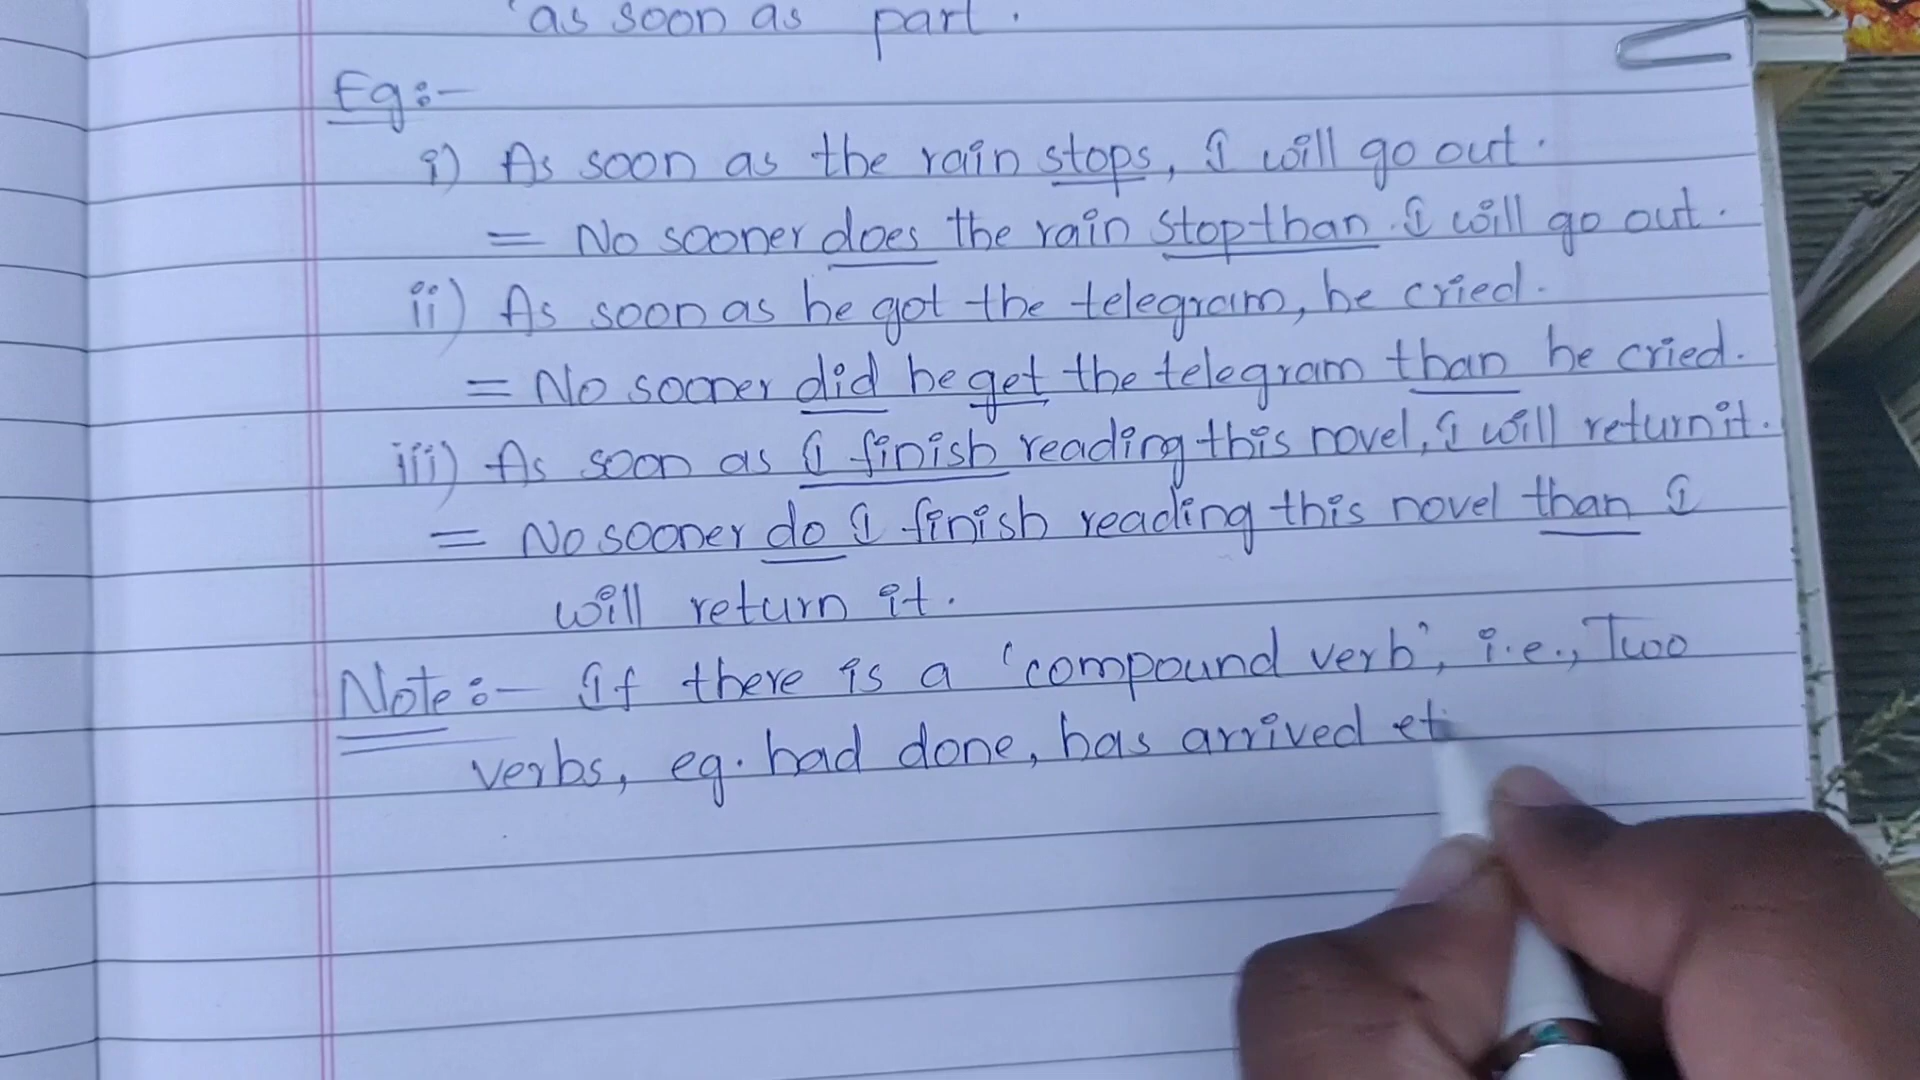 'as soon as part.
Eg:-
i) As soon as the rain stops, I will go out.
= No sooner does the rain stop than I will go out.
ii) As soon as he got the telegram, he cried.
= No sooner did he get the telegram than he cried.
iii) As soon as I finish reading this novel, I will return it.
= No sooner do I finish reading this novel than I
will return it.
Note:- If there is a 'compound verb', i.e., Two
verbs, eg. had done, has arrived et